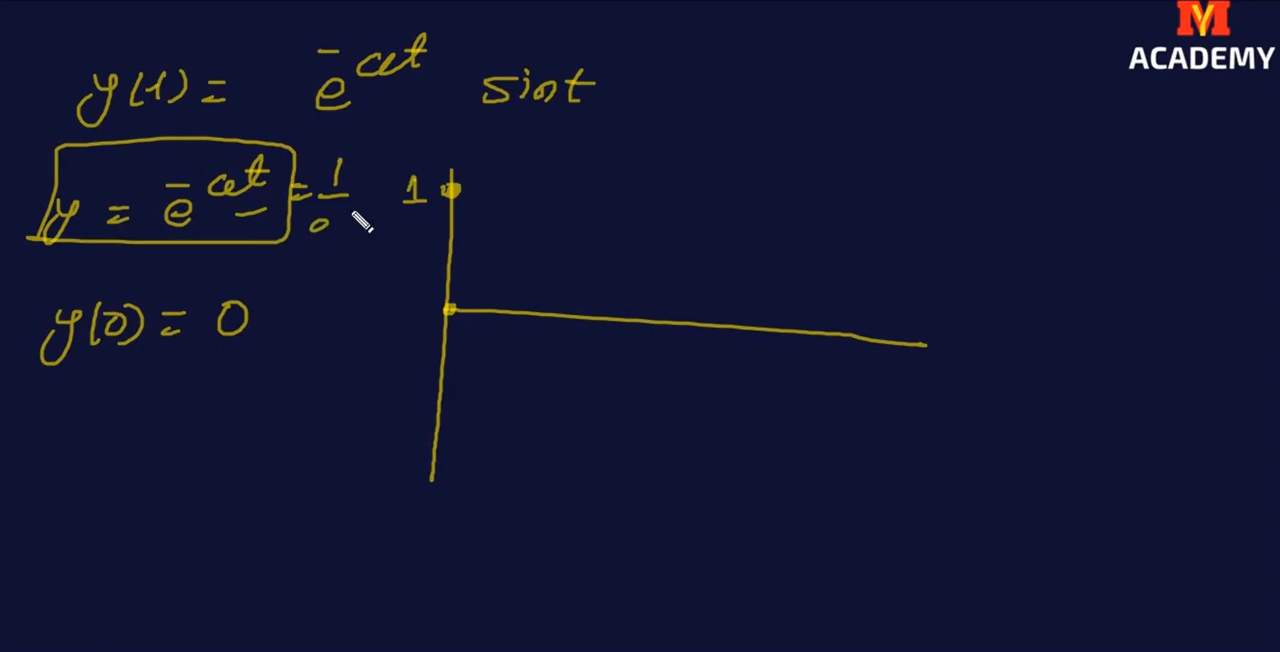 M
ACADEMY
y(t) = e^-at sint
y = e^-at = 1/0
1
y(0) = 0